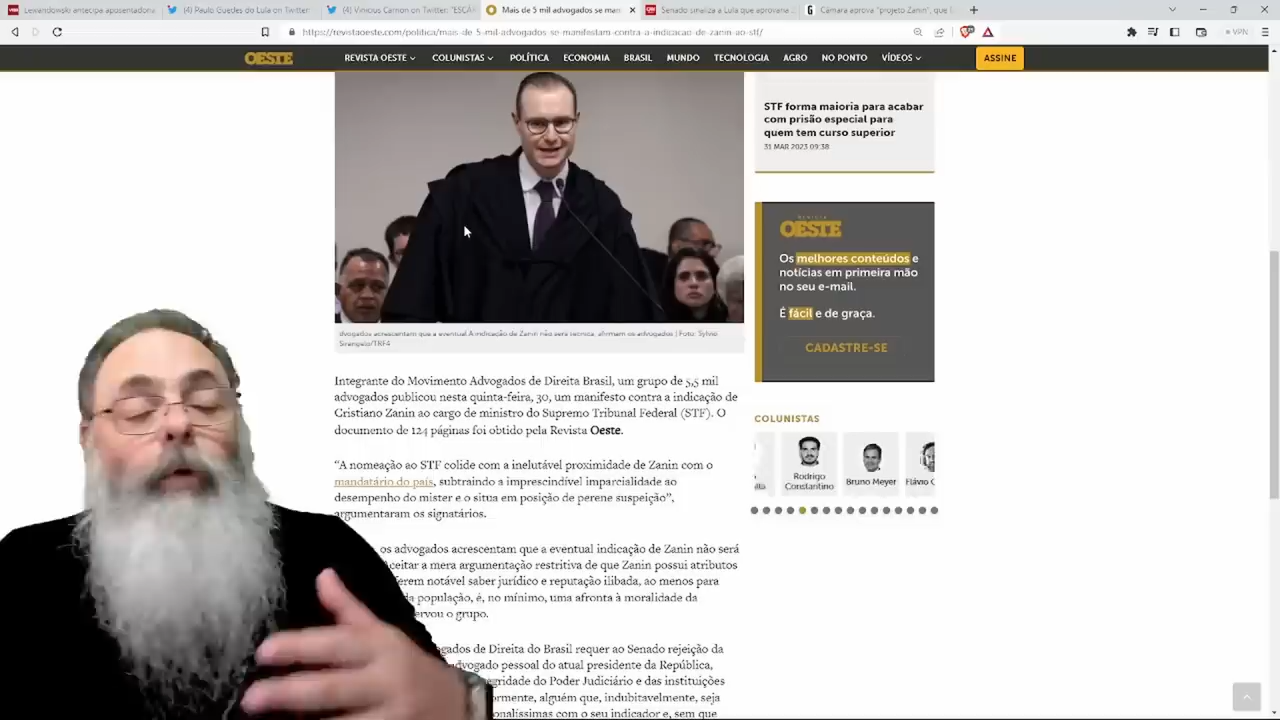 Lewandowski antecipa aposentadoria
(4) Paulo Guedes do Lula on Twitter:
(4) Vinicius Carrion on Twitter: "ESCÂ
Mais de 5 mil advogados se man
Senado sinaliza a Lula que aprovaria
Câmara aprova "projeto Zanin", que
https://revistaoeste.com/politica/mais-de-5-mil-advogados-se-manifestam-contra-a-indicacao-de-zanin-ao-stf/
VPN
OESTE
REVISTA OESTE
COLUNISTAS
POLÍTICA
ECONOMIA
BRASIL
MUNDO
TECNOLOGIA
AGRO
NO PONTO
VÍDEOS
ASSINE
dvogados acrescentam que a eventual A indicação de Zanin não será técnica, afirmam os advogados | Foto: Sylvio
Sirangelo/TRF4
Integrante do Movimento Advogados de Direita Brasil, um grupo de 5,5 mil
advogados publicou nesta quinta-feira, 30, um manifesto contra a indicação de
Cristiano Zanin ao cargo de ministro do Supremo Tribunal Federal (STF). O
documento de 124 páginas foi obtido pela Revista Oeste.
“A nomeação ao STF colide com a inelutável proximidade de Zanin com o
mandatário do país, subtraindo a imprescindível imparcialidade ao
desempenho do mister e o situa em posição de perene suspeição”,
argumentaram os signatários.
os advogados acrescentam que a eventual indicação de Zanin não será
ceitar a mera argumentação restritiva de que Zanin possui atributos
ferem notável saber jurídico e reputação ilibada, ao menos para
da população, é, no mínimo, uma afronta à moralidade da
ervou o grupo.
ogados de Direita do Brasil requer ao Senado rejeição da
dvogado pessoal do atual presidente da República,
gridade do Poder Judiciário e das instituições
ormente, alguém que, indubitavelmente, seja
onalíssimas com o seu indicador e, sem que
STF forma maioria para acabar
com prisão especial para
quem tem curso superior
31 MAR 2023 09:38
REVISTA
OESTE
Os melhores conteúdos e
notícias em primeira mão
no seu e-mail.
É fácil e de graça.
CADASTRE-SE
COLUNISTAS
Rodrigo
Constantino
Bruno Meyer
Flávio